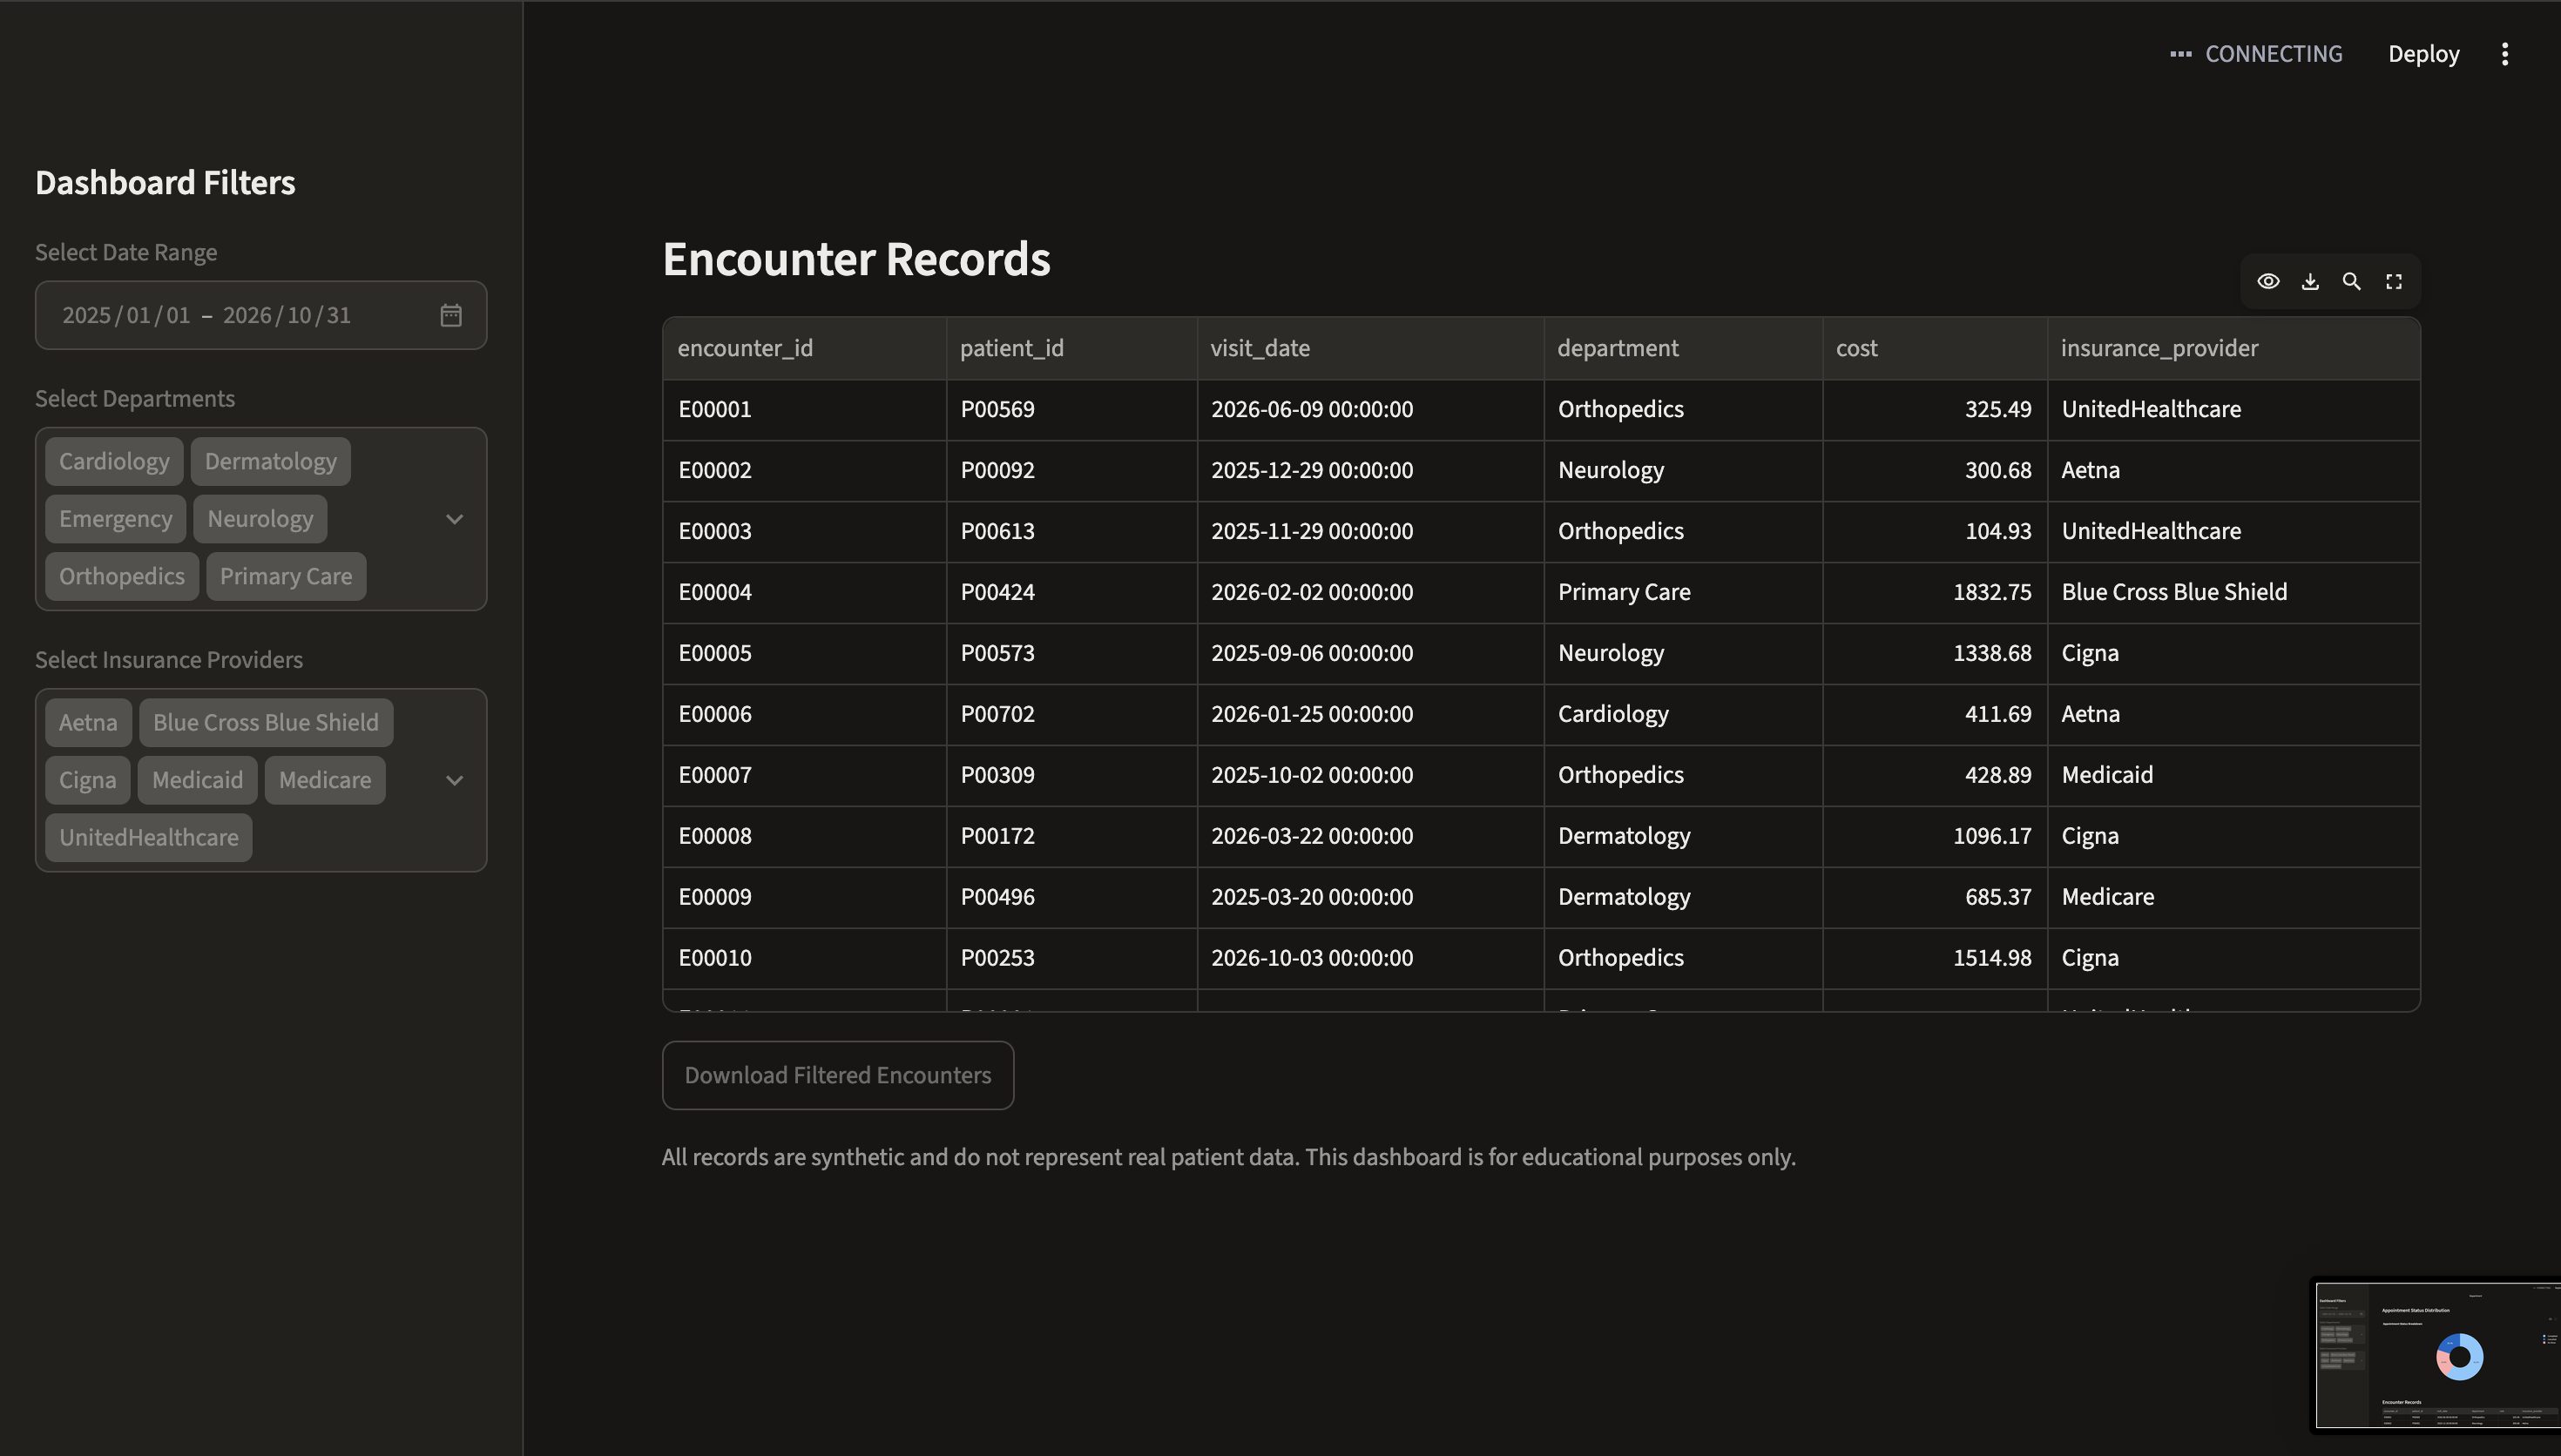 CONNECTING Deploy
Dashboard Filters
Select Date Range
2025/01/01 – 2026/10/31
Select Departments
Cardiology Dermatology
Emergency Neurology
Orthopedics Primary Care
Select Insurance Providers
Aetna Blue Cross Blue Shield
Cigna Medicaid Medicare
UnitedHealthcare
Encounter Records
encounter_id patient_id visit_date department cost insurance_provider
E00001 P00569 2026-06-09 00:00:00 Orthopedics 325.49 UnitedHealthcare
E00002 P00092 2025-12-29 00:00:00 Neurology 300.68 Aetna
E00003 P00613 2025-11-29 00:00:00 Orthopedics 104.93 UnitedHealthcare
E00004 P00424 2026-02-02 00:00:00 Primary Care 1832.75 Blue Cross Blue Shield
E00005 P00573 2025-09-06 00:00:00 Neurology 1338.68 Cigna
E00006 P00702 2026-01-25 00:00:00 Cardiology 411.69 Aetna
E00007 P00309 2025-10-02 00:00:00 Orthopedics 428.89 Medicaid
E00008 P00172 2026-03-22 00:00:00 Dermatology 1096.17 Cigna
E00009 P00496 2025-03-20 00:00:00 Dermatology 685.37 Medicare
E00010 P00253 2026-10-03 00:00:00 Orthopedics 1514.98 Cigna
Download Filtered Encounters
All records are synthetic and do not represent real patient data. This dashboard is for educational purposes only.
Appointment Status Distribution
Encounter Records